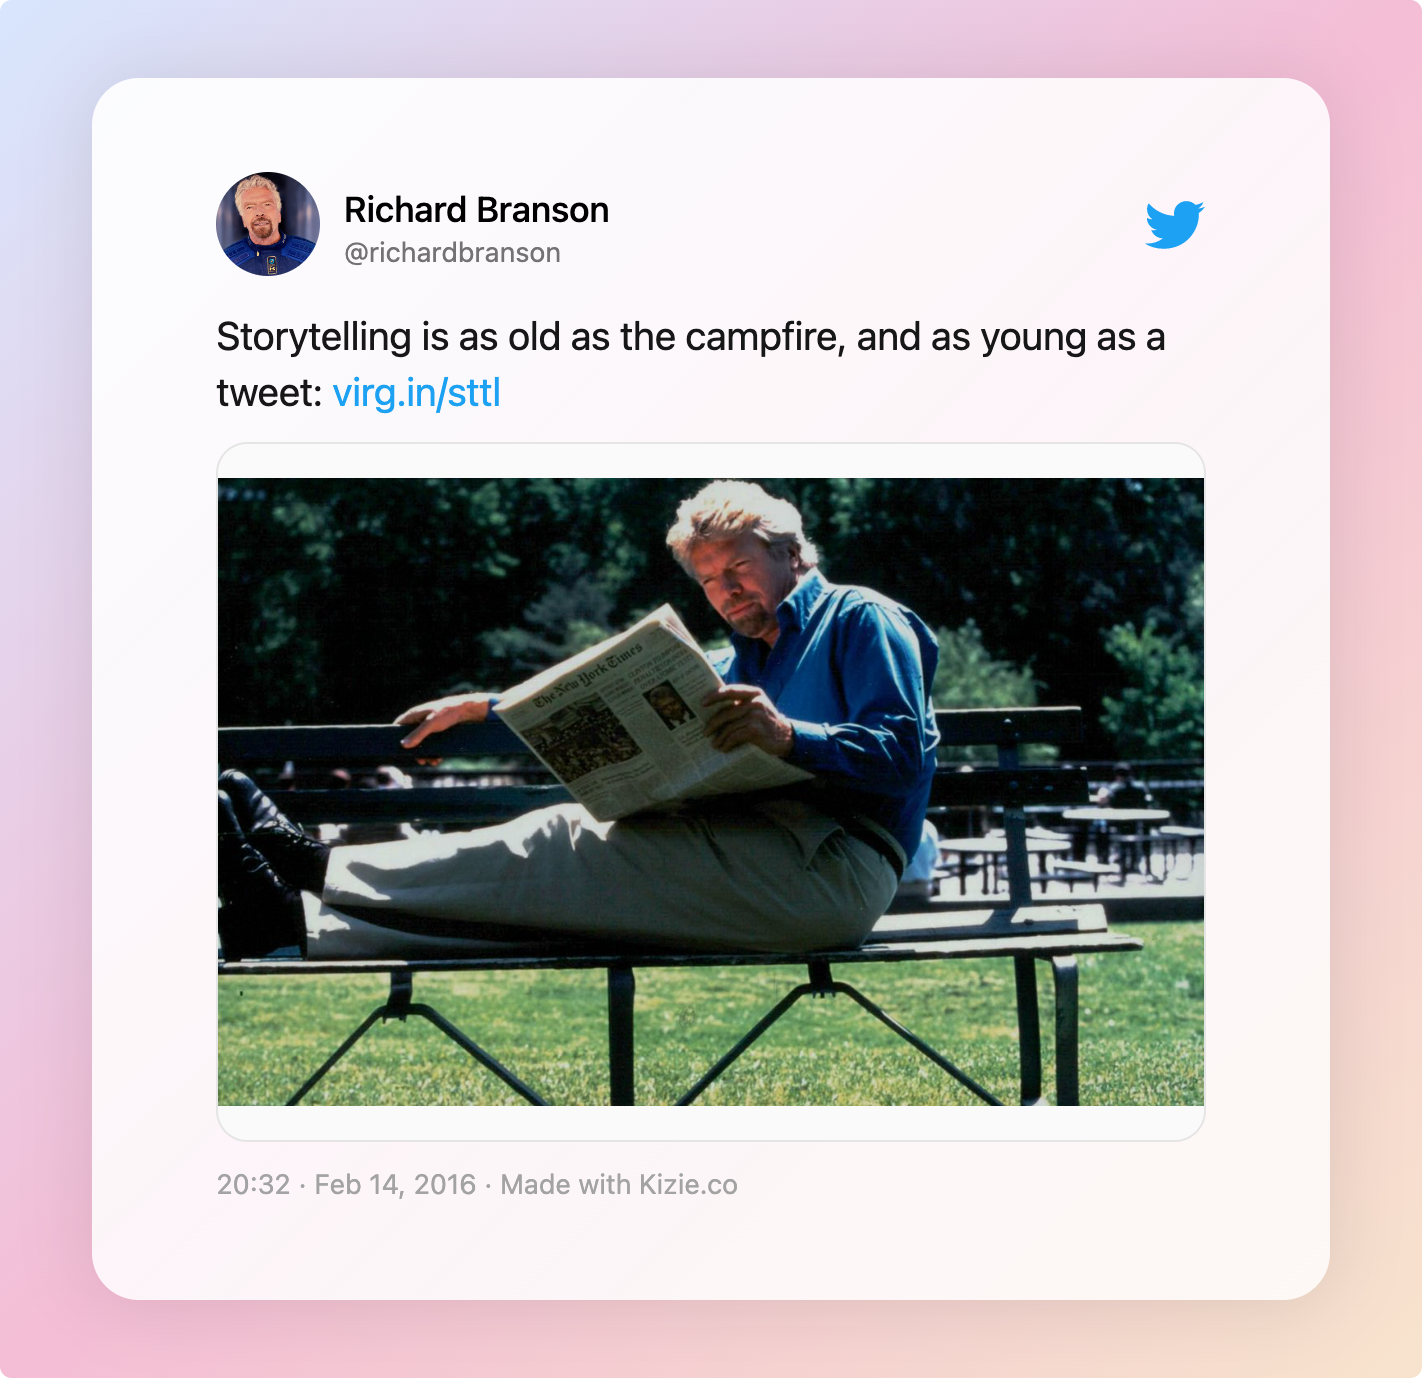 Richard Branson
@richardbranson
Storytelling is as old as the campfire, and as young as a
tweet: virg.in/sttl
The New York Times
20:32 · Feb 14, 2016 · Made with Kizie.co